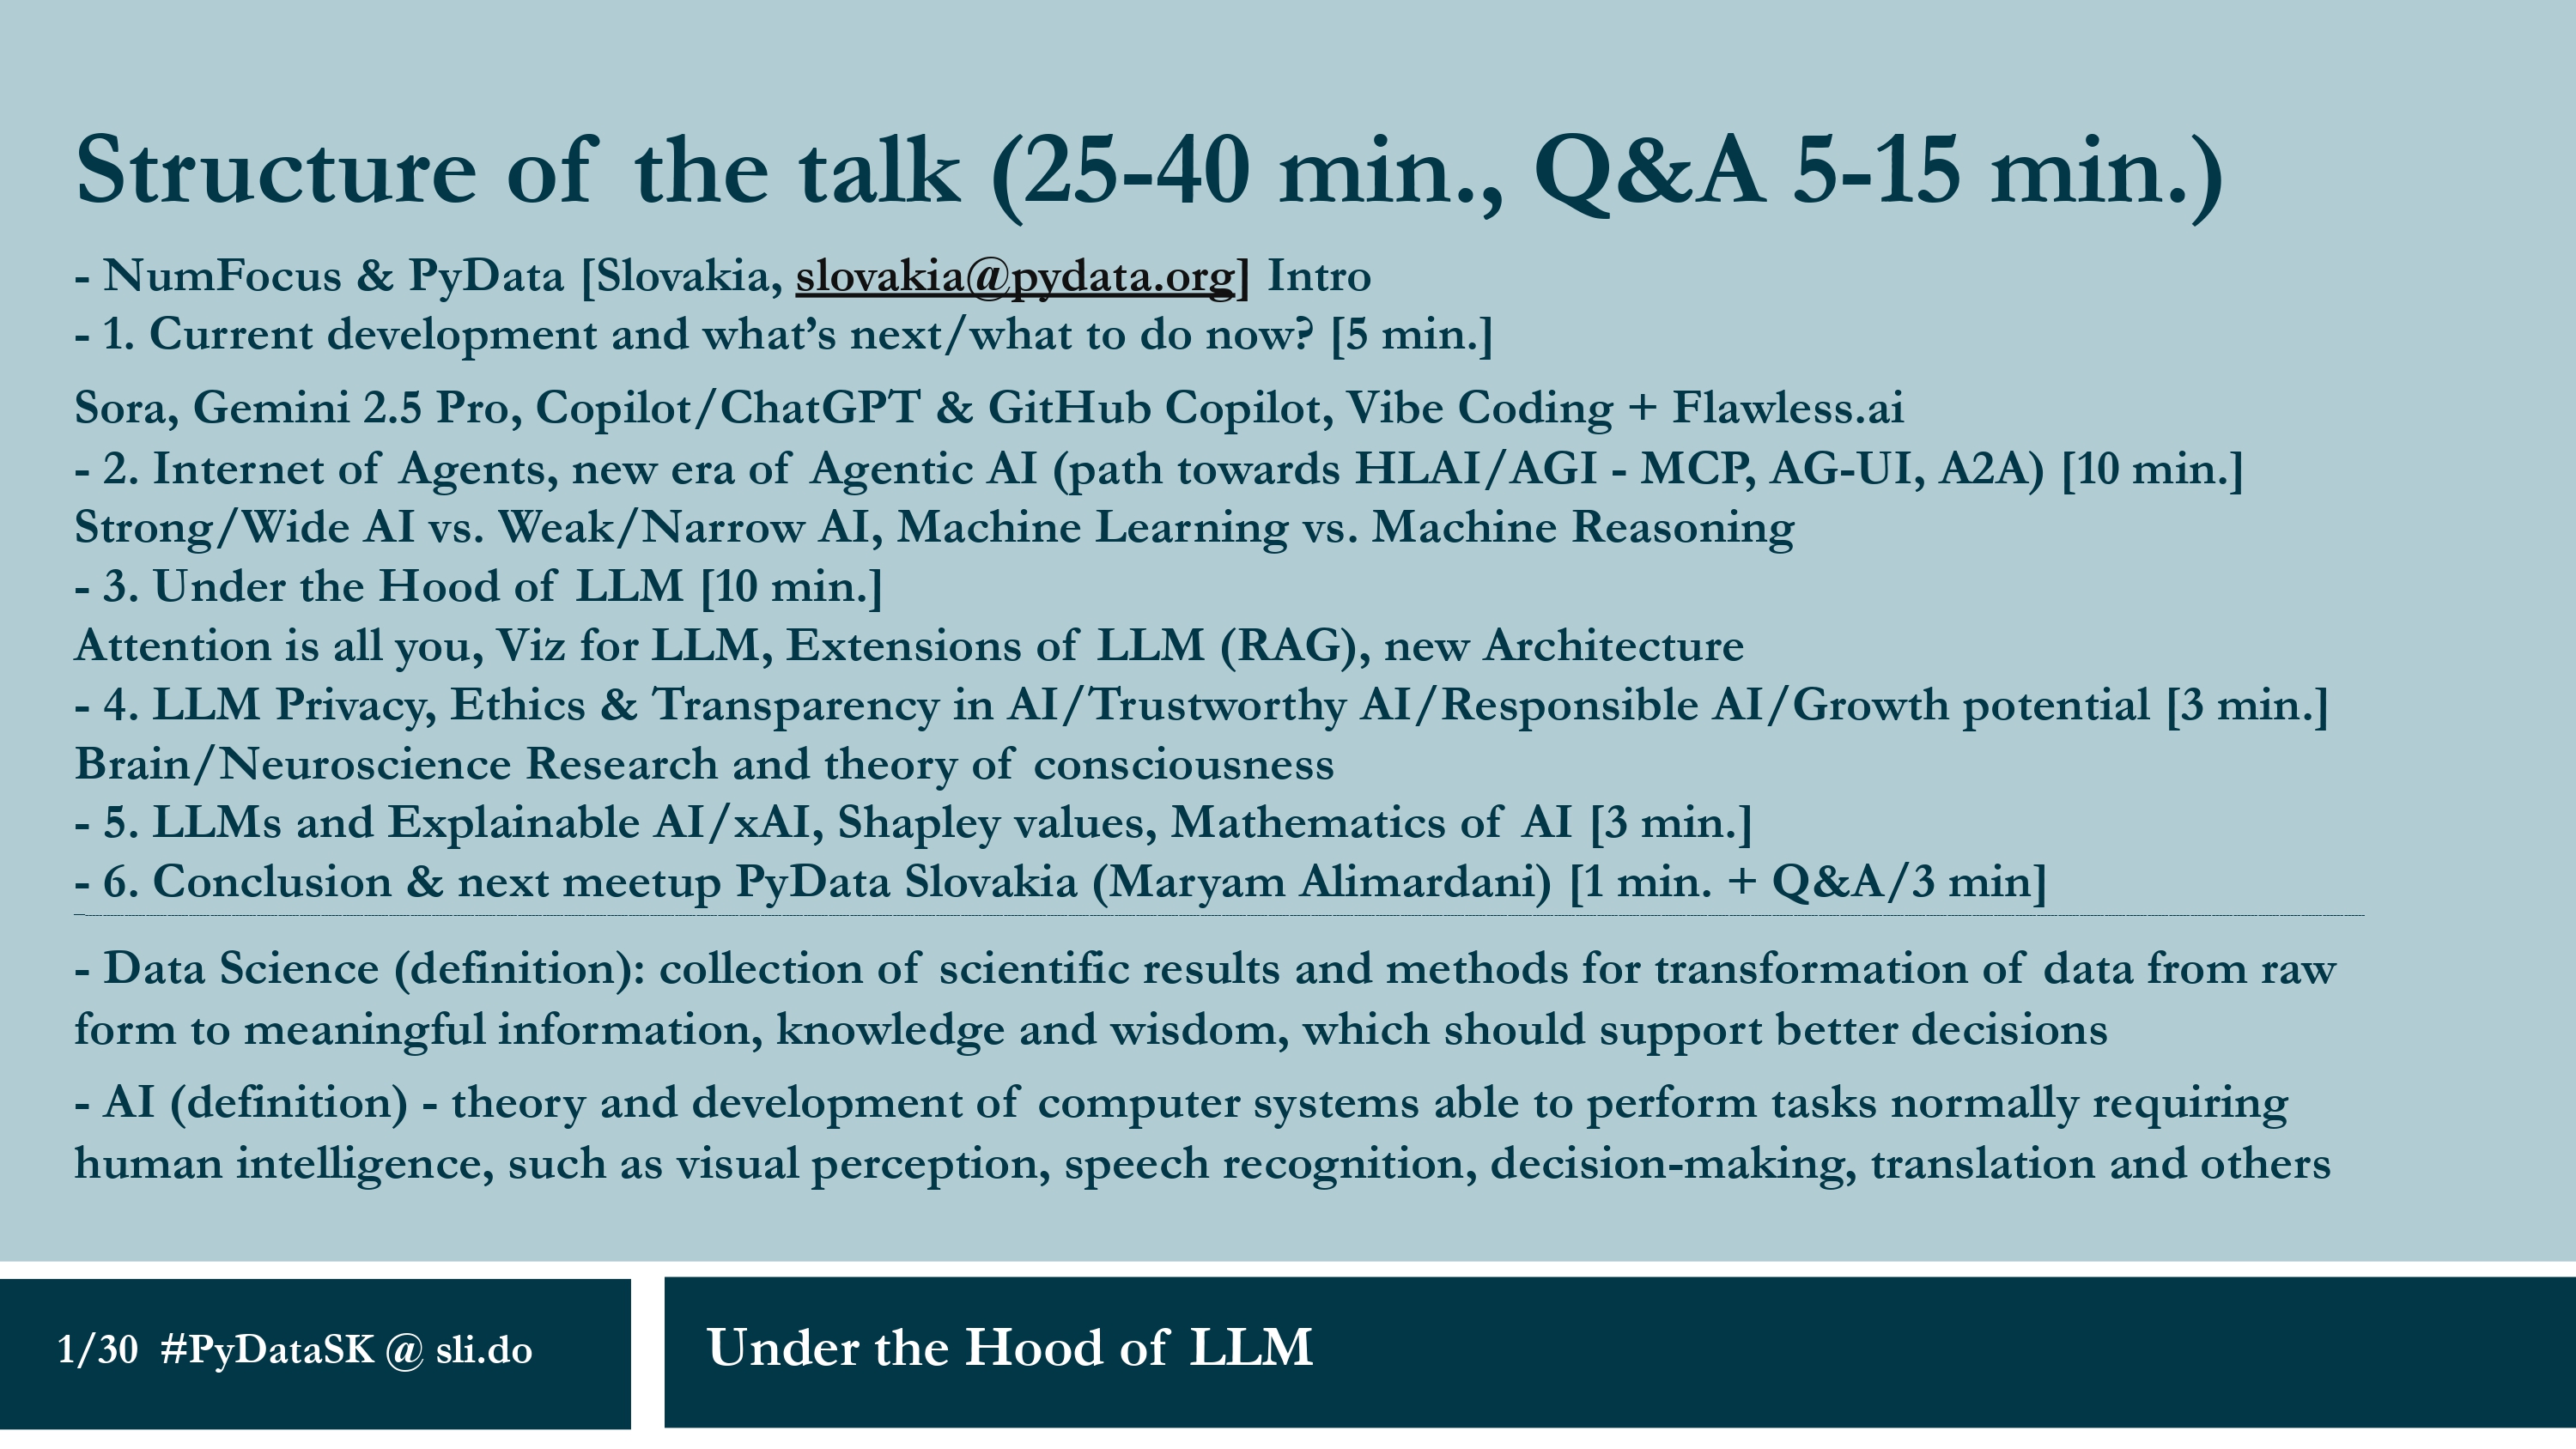 Structure of the talk (25-40 min., Q&A 5-15 min.)
- NumFocus & PyData [Slovakia, slovakia@pydata.org] Intro
- 1. Current development and what’s next/what to do now? [5 min.]
Sora, Gemini 2.5 Pro, Copilot/ChatGPT & GitHub Copilot, Vibe Coding + Flawless.ai
- 2. Internet of Agents, new era of Agentic AI (path towards HLAI/AGI - MCP, AG-UI, A2A) [10 min.]
Strong/Wide AI vs. Weak/Narrow AI, Machine Learning vs. Machine Reasoning
- 3. Under the Hood of LLM [10 min.]
Attention is all you, Viz for LLM, Extensions of LLM (RAG), new Architecture
- 4. LLM Privacy, Ethics & Transparency in AI/Trustworthy AI/Responsible AI/Growth potential [3 min.]
Brain/Neuroscience Research and theory of consciousness
- 5. LLMs and Explainable AI/xAI, Shapley values, Mathematics of AI [3 min.]
- 6. Conclusion & next meetup PyData Slovakia (Maryam Alimardani) [1 min. + Q&A/3 min]
- Data Science (definition): collection of scientific results and methods for transformation of data from raw
form to meaningful information, knowledge and wisdom, which should support better decisions
- AI (definition) - theory and development of computer systems able to perform tasks normally requiring
human intelligence, such as visual perception, speech recognition, decision-making, translation and others
1/30 #PyDataSK @ sli.do
Under the Hood of LLM